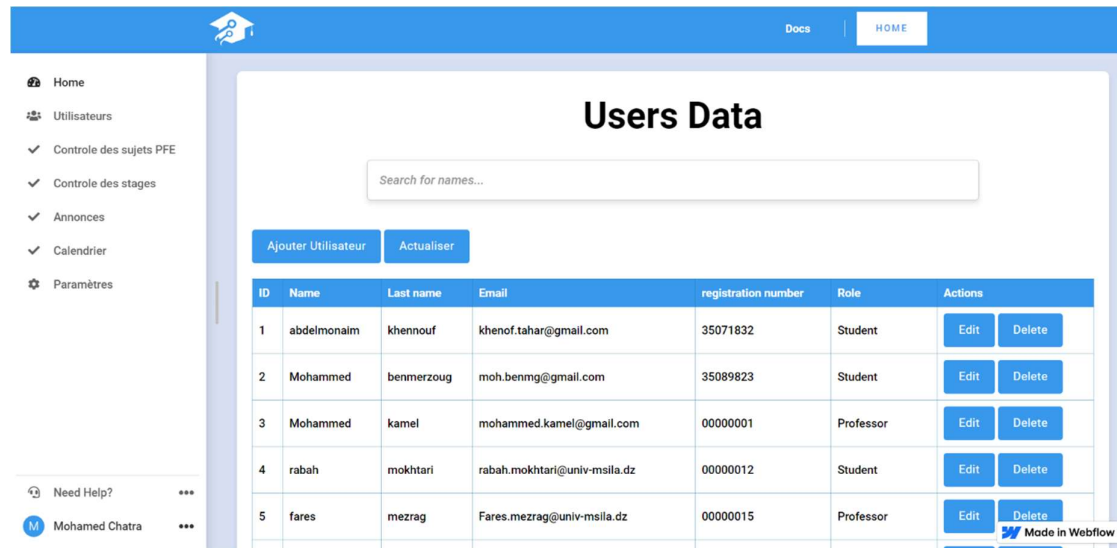 Docs
HOME
Home
Utilisateurs
Controle des sujets PFE
Controle des stages
Annonces
Calendrier
Paramètres
Need Help?
M Mohamed Chatra
Users Data
Search for names...
Ajouter Utilisateur Actualiser
ID Name Last name Email registration number Role Actions
1 abdelmonaim khennouf khenof.tahar@gmail.com 35071832 Student Edit Delete
2 Mohammed benmerzoug moh.benmg@gmail.com 35089823 Student Edit Delete
3 Mohammed kamel mohammed.kamel@gmail.com 00000001 Professor Edit Delete
4 rabah mokhtari rabah.mokhtari@univ-msila.dz 00000012 Student Edit Delete
5 fares mezrag Fares.mezrag@univ-msila.dz 00000015 Professor Edit Delete
Made in Webflow